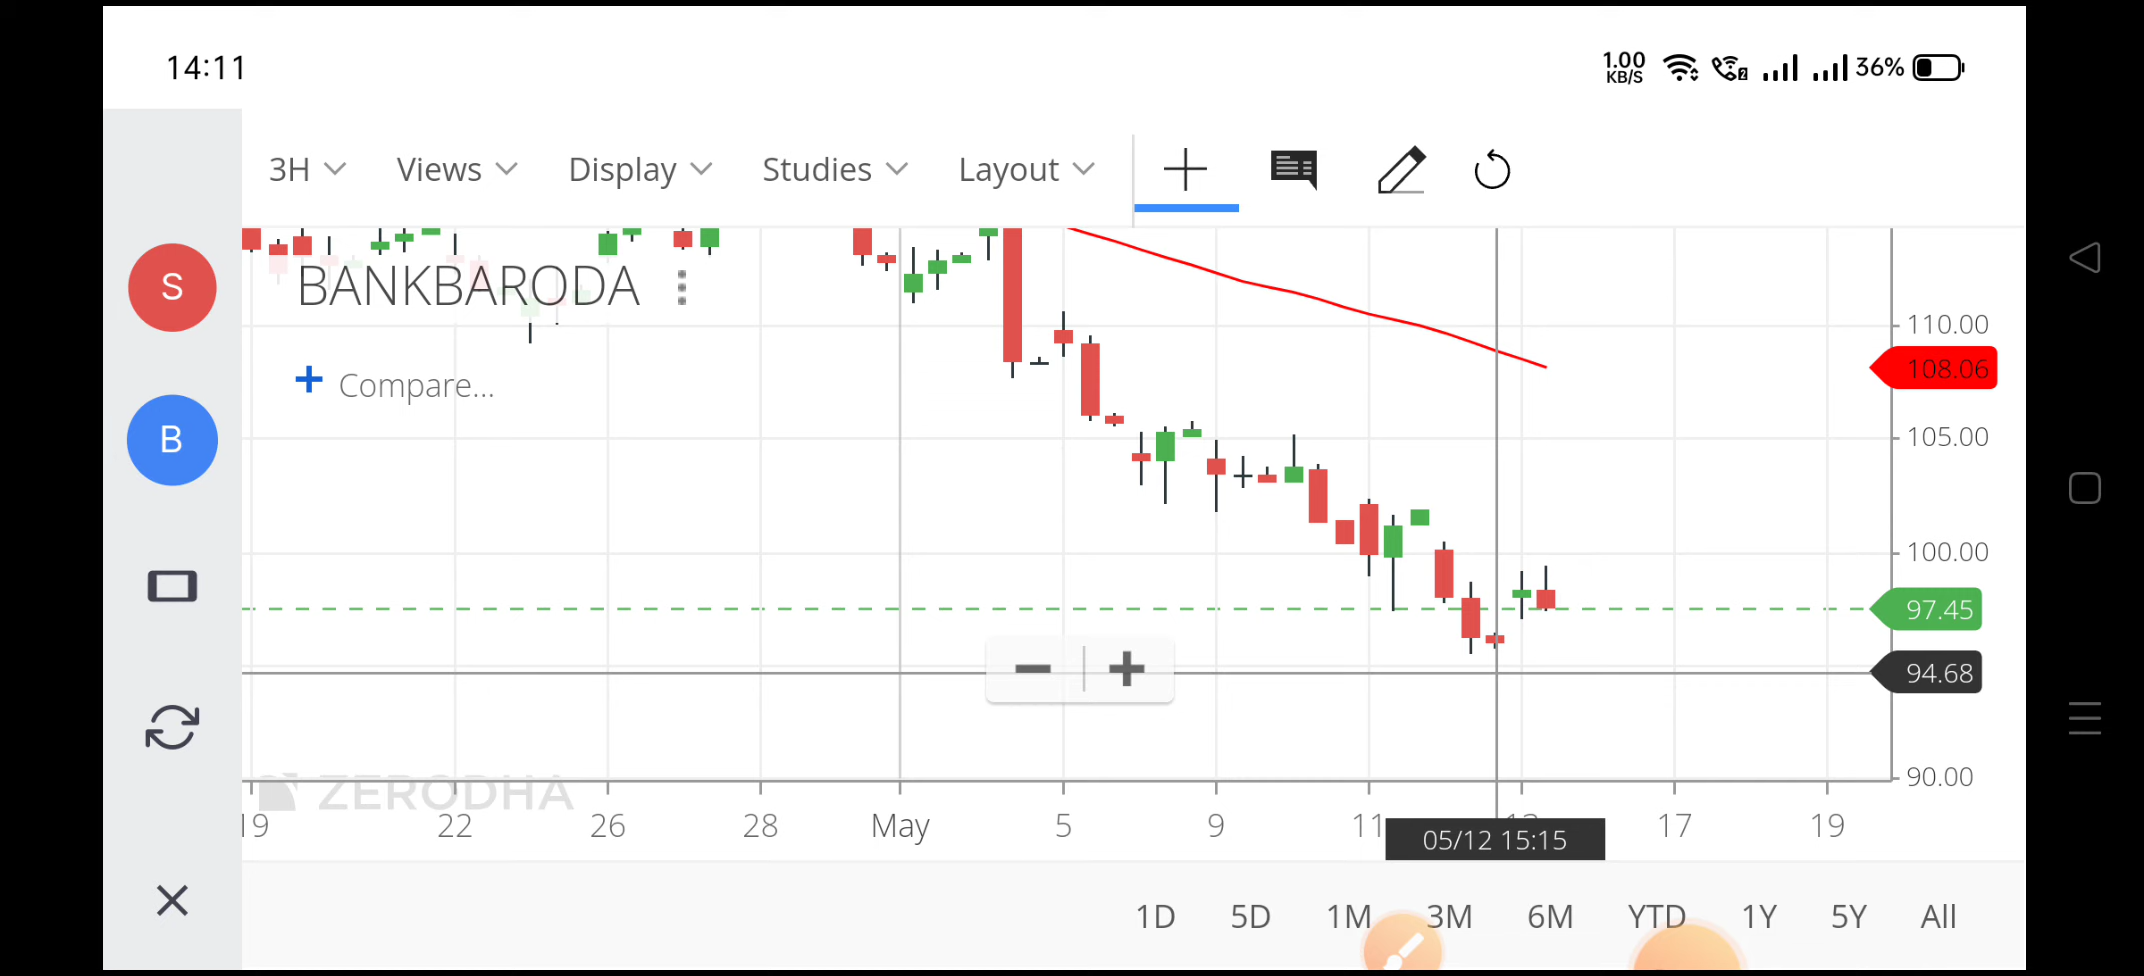 14:11
1.00 KB/S 2 36%
3H Views Display Studies Layout
S
BANKBARODA
110.00
108.06
+ Compare...
B
105.00
100.00
97.45
94.68
90.00
ZERODHA
19 22 26 28 May 5 9 11 13 17 19
05/12 15:15
1D 5D 1M 3M 6M YTD 1Y 5Y All